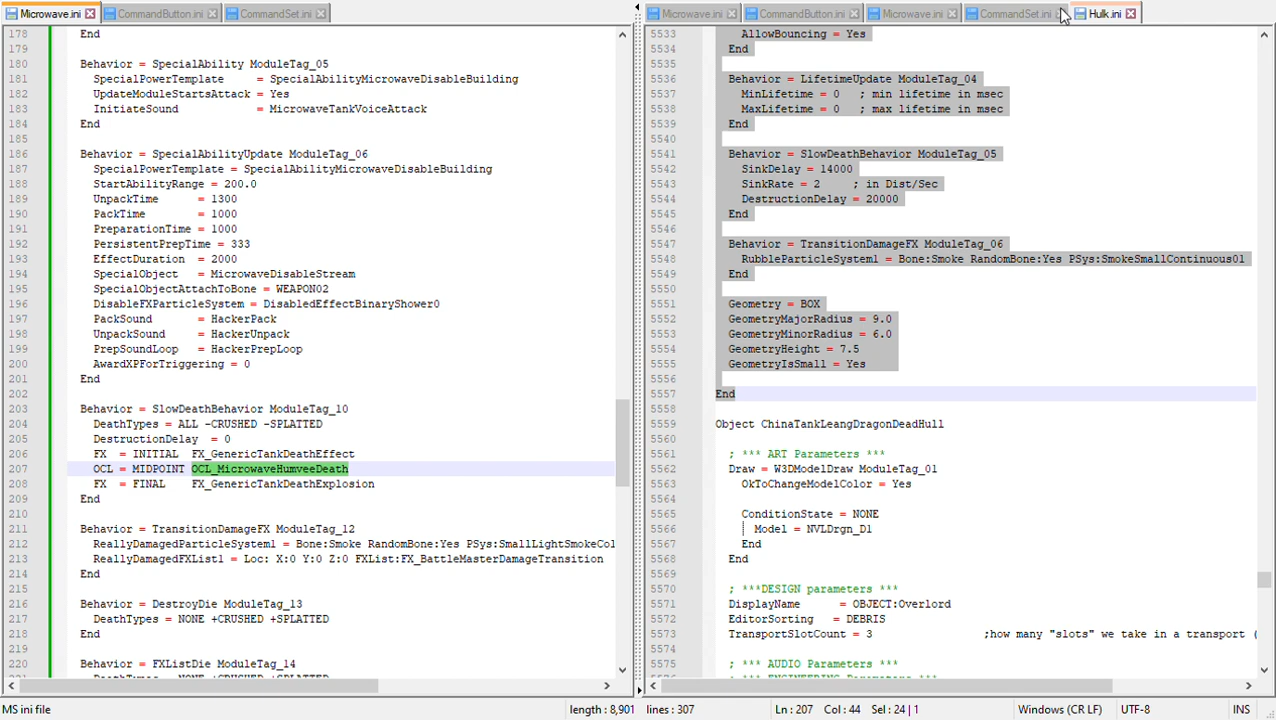 Microwave.ini CommandButton.ini CommandSet.ini
178 End
179
180 Behavior = SpecialAbility ModuleTag_05
181 SpecialPowerTemplate = SpecialAbilityMicrowaveDisableBuilding
182 UpdateModuleStartsAttack = Yes
183 InitiateSound = MicrowaveTankVoiceAttack
184 End
185
186 Behavior = SpecialAbilityUpdate ModuleTag_06
187 SpecialPowerTemplate = SpecialAbilityMicrowaveDisableBuilding
188 StartAbilityRange = 200.0
189 UnpackTime = 1300
190 PackTime = 1000
191 PreparationTime = 1000
192 PersistentPrepTime = 333
193 EffectDuration = 2000
194 SpecialObject = MicrowaveDisableStream
195 SpecialObjectAttachToBone = WEAPON02
196 DisableFXParticleSystem = DisabledEffectBinaryShower0
197 PackSound = HackerPack
198 UnpackSound = HackerUnpack
199 PrepSoundLoop = HackerPrepLoop
200 AwardXPForTriggering = 0
201 End
202
203 Behavior = SlowDeathBehavior ModuleTag_10
204 DeathTypes = ALL -CRUSHED -SPLATTED
205 DestructionDelay = 0
206 FX = INITIAL FX_GenericTankDeathEffect
207 OCL = MIDPOINT OCL_MicrowaveHumveeDeath
208 FX = FINAL FX_GenericTankDeathExplosion
209 End
210
211 Behavior = TransitionDamageFX ModuleTag_12
212 ReallyDamagedParticleSystem1 = Bone:Smoke RandomBone:Yes PSys:SmallLightSmokeCol
213 ReallyDamagedFXList1 = Loc: X:0 Y:0 Z:0 FXList:FX_BattleMasterDamageTransition
214 End
215
216 Behavior = DestroyDie ModuleTag_13
217 DeathTypes = NONE +CRUSHED +SPLATTED
218 End
219
220 Behavior = FXListDie ModuleTag_14
221 DeathTypes = NONE +CRUSHED +SPLATTED
Microwave.ini CommandButton.ini Microwave.ini CommandSet.ini Hulk.ini
5533 AllowBouncing = Yes
5534 End
5535
5536 Behavior = LifetimeUpdate ModuleTag_04
5537 MinLifetime = 0 ; min lifetime in msec
5538 MaxLifetime = 0 ; max lifetime in msec
5539 End
5540
5541 Behavior = SlowDeathBehavior ModuleTag_05
5542 SinkDelay = 14000
5543 SinkRate = 2 ; in Dist/Sec
5544 DestructionDelay = 20000
5545 End
5546
5547 Behavior = TransitionDamageFX ModuleTag_06
5548 RubbleParticleSystem1 = Bone:Smoke RandomBone:Yes PSys:SmokeSmallContinuous01
5549 End
5550
5551 Geometry = BOX
5552 GeometryMajorRadius = 9.0
5553 GeometryMinorRadius = 6.0
5554 GeometryHeight = 7.5
5555 GeometryIsSmall = Yes
5556
5557 End
5558
5559 Object ChinaTankLeangDragonDeadHull
5560
5561 ; *** ART Parameters ***
5562 Draw = W3DModelDraw ModuleTag_01
5563 OkToChangeModelColor = Yes
5564
5565 ConditionState = NONE
5566 Model = NVLDrgn_D1
5567 End
5568 End
5569
5570 ; ***DESIGN parameters ***
5571 DisplayName = OBJECT:Overlord
5572 EditorSorting = DEBRIS
5573 TransportSlotCount = 3 ;how many "slots" we take in a transport (
5574
5575 ; *** AUDIO Parameters ***
5576 ; *** ENGINEERING Parameters ***
MS ini file length : 8,901 lines : 307 Ln : 207 Col : 44 Sel : 24 | 1 Windows (CR LF) UTF-8 INS